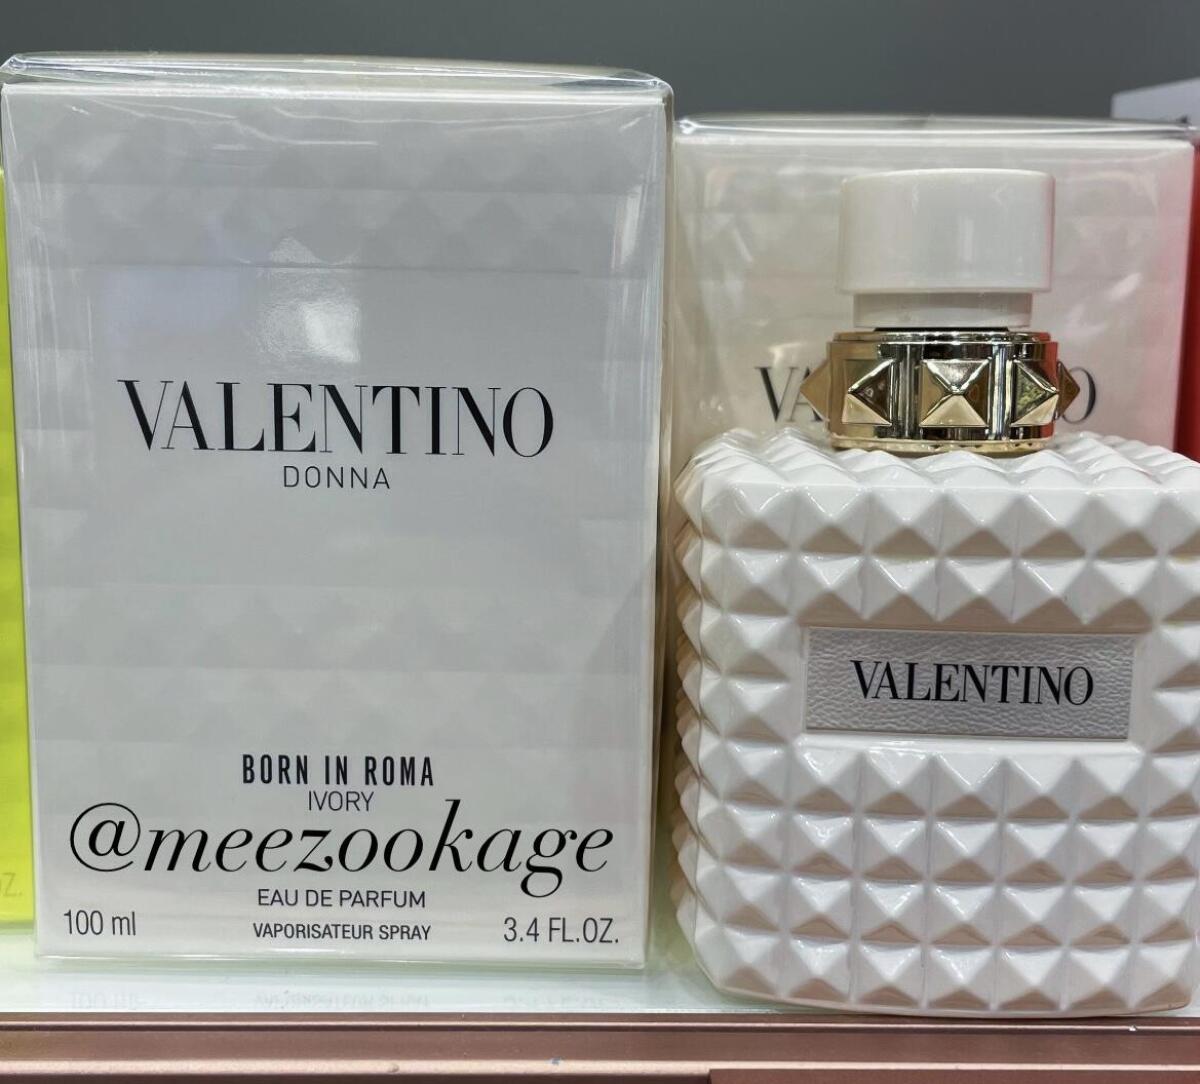 VALENTINO
DONNA
BORN IN ROMA
IVORY
@meezookage
EAU DE PARFUM
100 ml
VAPORISATEUR SPRAY
3.4 FL.OZ.
VALENTINO